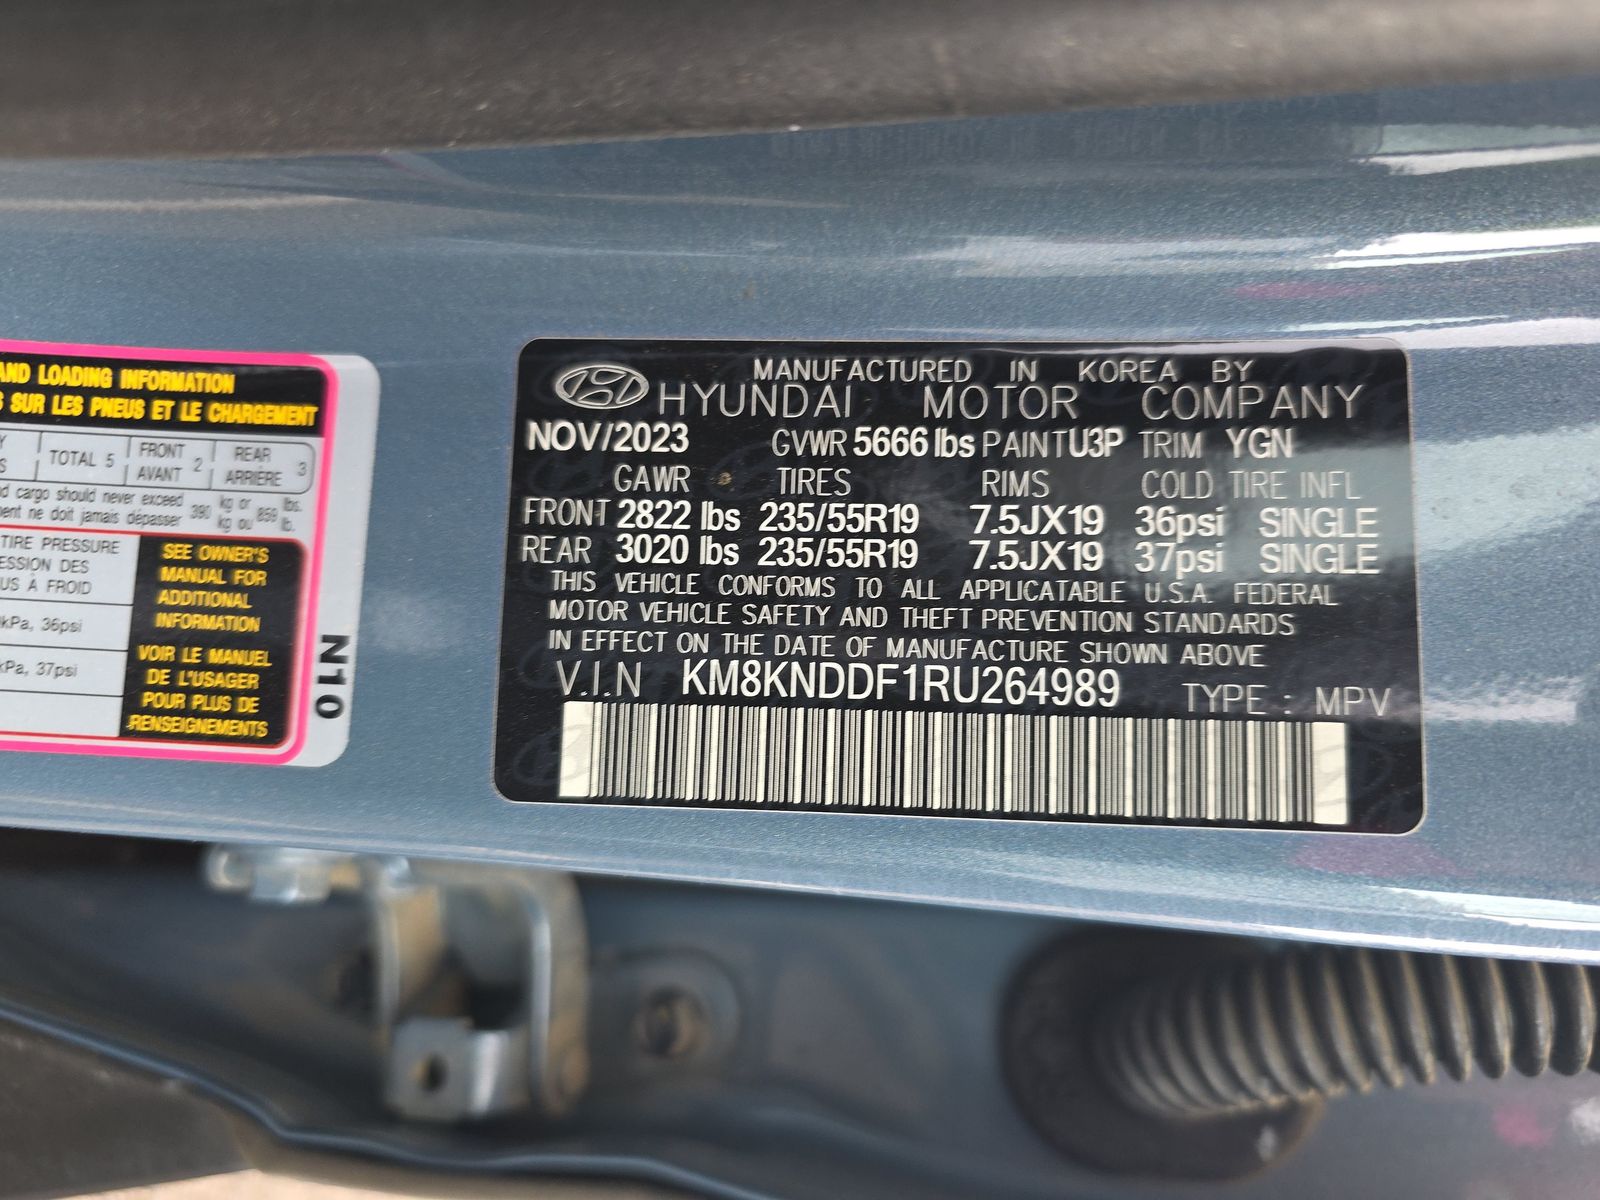 AND LOADING INFORMATION
SUR LES PNEUS ET LE CHARGEMENT
TOTAL 5 FRONT AVANT 2 REAR ARRIÈRE 3
cargo should never exceed 390 kg or 859 lbs.
ne doit jamais dépasser 390 kg ou 859 lb.
TIRE PRESSURE
DES
À FROID
kPa, 36psi
kPa, 37psi
SEE OWNER'S
MANUAL FOR
ADDITIONAL
INFORMATION
VOIR LE MANUEL
DE L'USAGER
POUR PLUS DE
RENSEIGNEMENTS
N10
MANUFACTURED IN KOREA BY
HYUNDAI MOTOR COMPANY
NOV/2023 GVWR 5666 lbs PAINT U3P TRIM YGN
GAWR TIRES RIMS COLD TIRE INFL
FRONT 2822 lbs 235/55R19 7.5JX19 36psi SINGLE
REAR 3020 lbs 235/55R19 7.5JX19 37psi SINGLE
THIS VEHICLE CONFORMS TO ALL APPLICATABLE U.S.A. FEDERAL
MOTOR VEHICLE SAFETY AND THEFT PREVENTION STANDARDS
IN EFFECT ON THE DATE OF MANUFACTURE SHOWN ABOVE
V.I.N KM8KNDDF1RU264989 TYPE : MPV